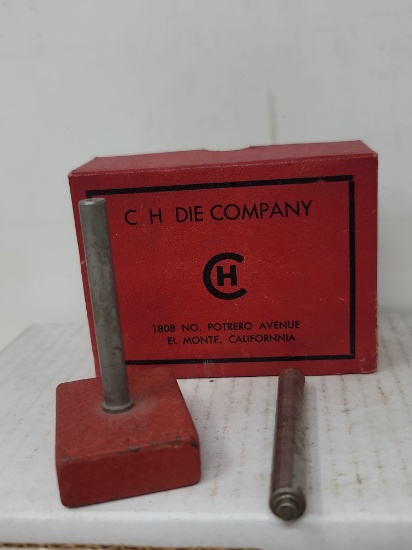 C H DIE COMPANY
CH
1808 NO. POTRERO AVENUE
EL MONTE, CALIFORNNIA